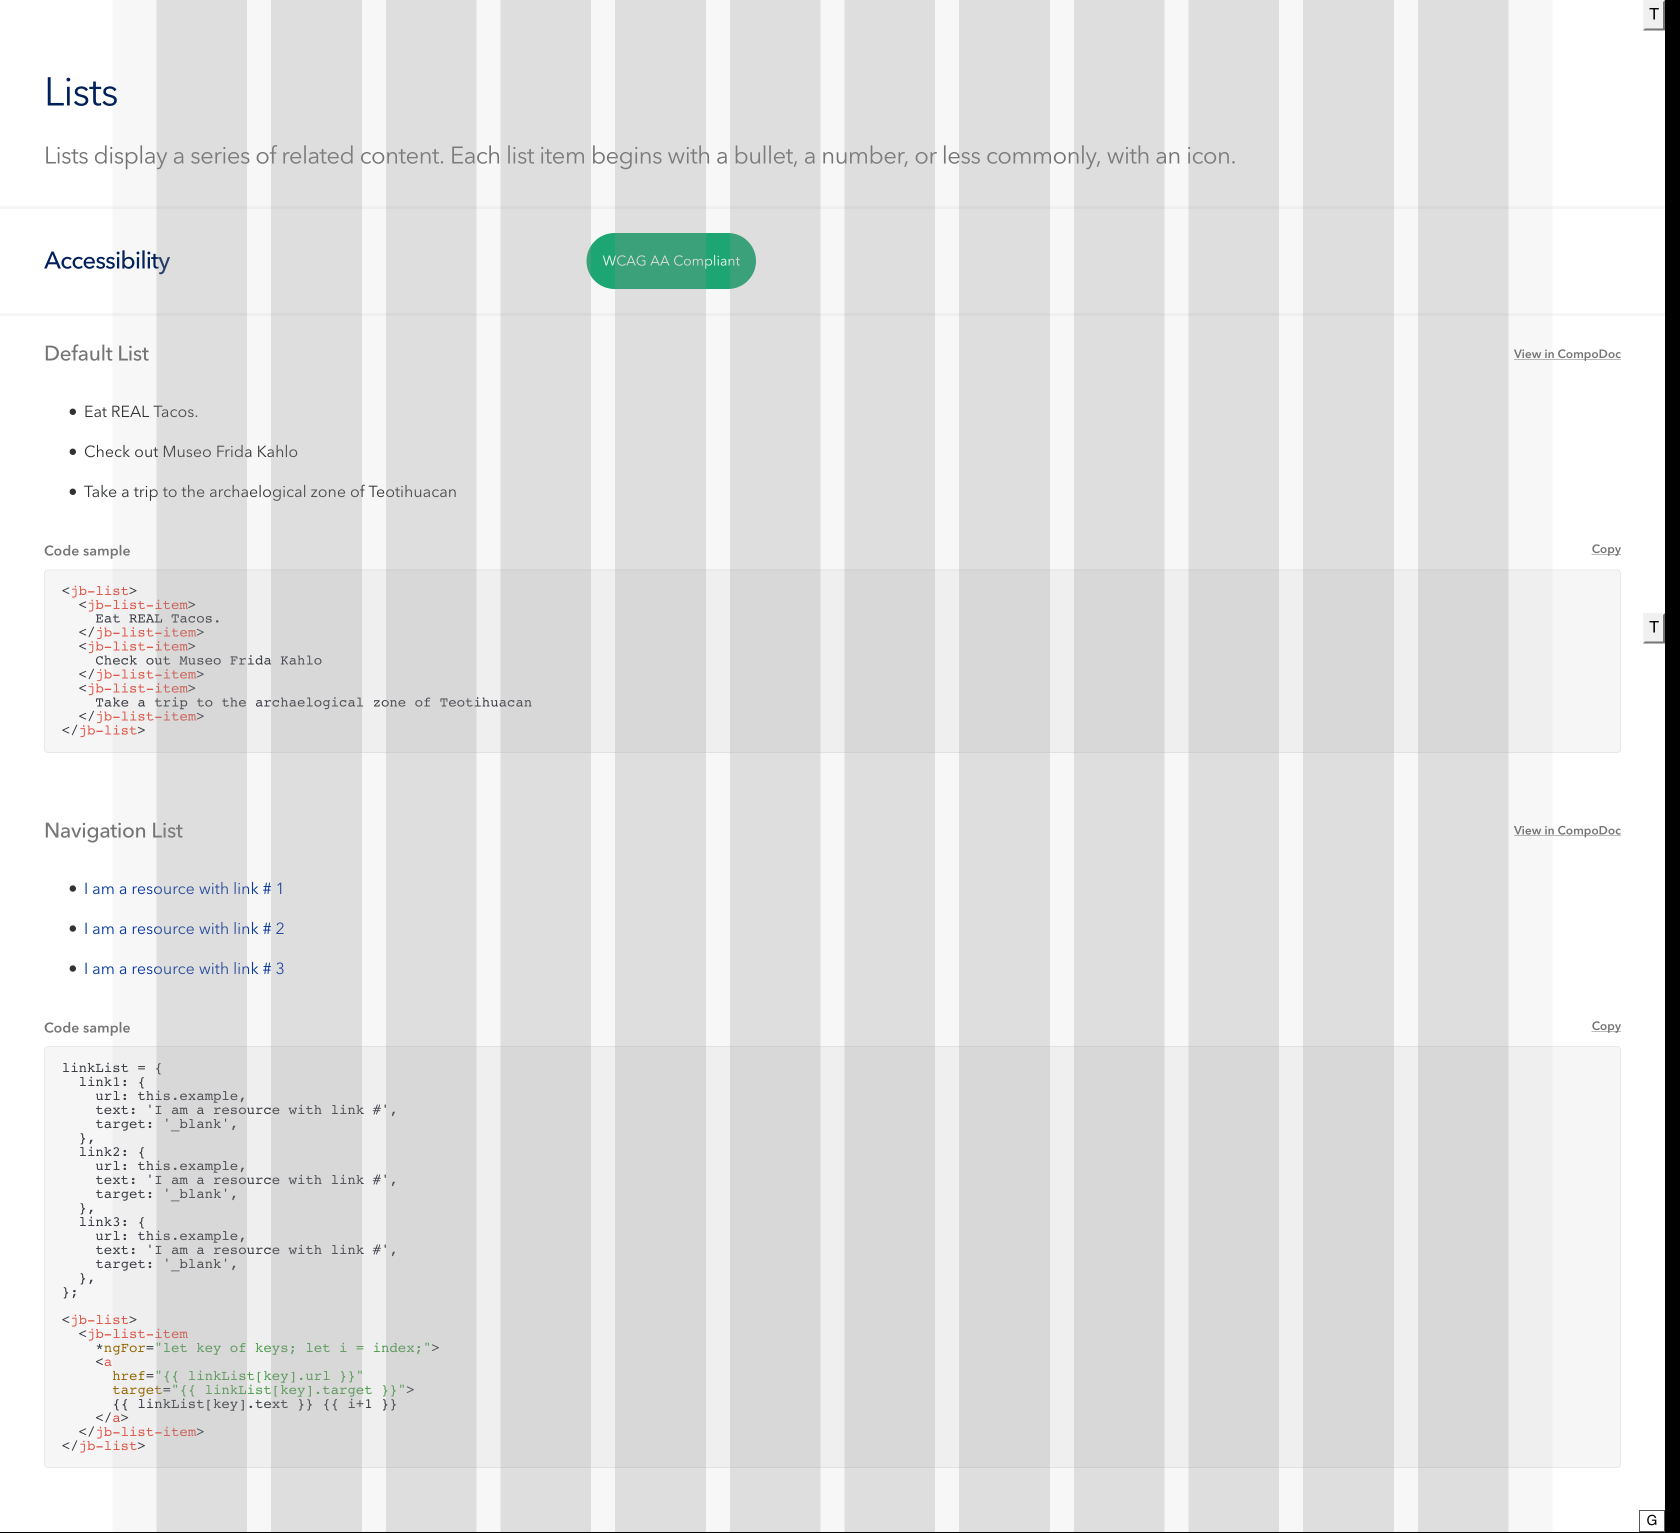 T
Lists
Lists display a series of related content. Each list item begins with a bullet, a number, or less commonly, with an icon.
Accessibility
WCAG AA Compliant
Default List
View in CompoDoc
• Eat REAL Tacos.
• Check out Museo Frida Kahlo
• Take a trip to the archaelogical zone of Teotihuacan
Code sample
Copy
<jb-list>
  <jb-list-item>
    Eat REAL Tacos.
  </jb-list-item>
  <jb-list-item>
    Check out Museo Frida Kahlo
  </jb-list-item>
  <jb-list-item>
    Take a trip to the archaelogical zone of Teotihuacan
  </jb-list-item>
</jb-list>
T
Navigation List
View in CompoDoc
• I am a resource with link # 1
• I am a resource with link # 2
• I am a resource with link # 3
Code sample
Copy
linkList = {
  link1: {
    url: this.example,
    text: 'I am a resource with link #',
    target: '_blank',
  },
  link2: {
    url: this.example,
    text: 'I am a resource with link #',
    target: '_blank',
  },
  link3: {
    url: this.example,
    text: 'I am a resource with link #',
    target: '_blank',
  },
};
<jb-list>
  <jb-list-item
    *ngFor="let key of keys; let i = index;">
    <a
      href="{{ linkList[key].url }}"
      target="{{ linkList[key].target }}">
      {{ linkList[key].text }} {{ i+1 }}
    </a>
  </jb-list-item>
</jb-list>
G